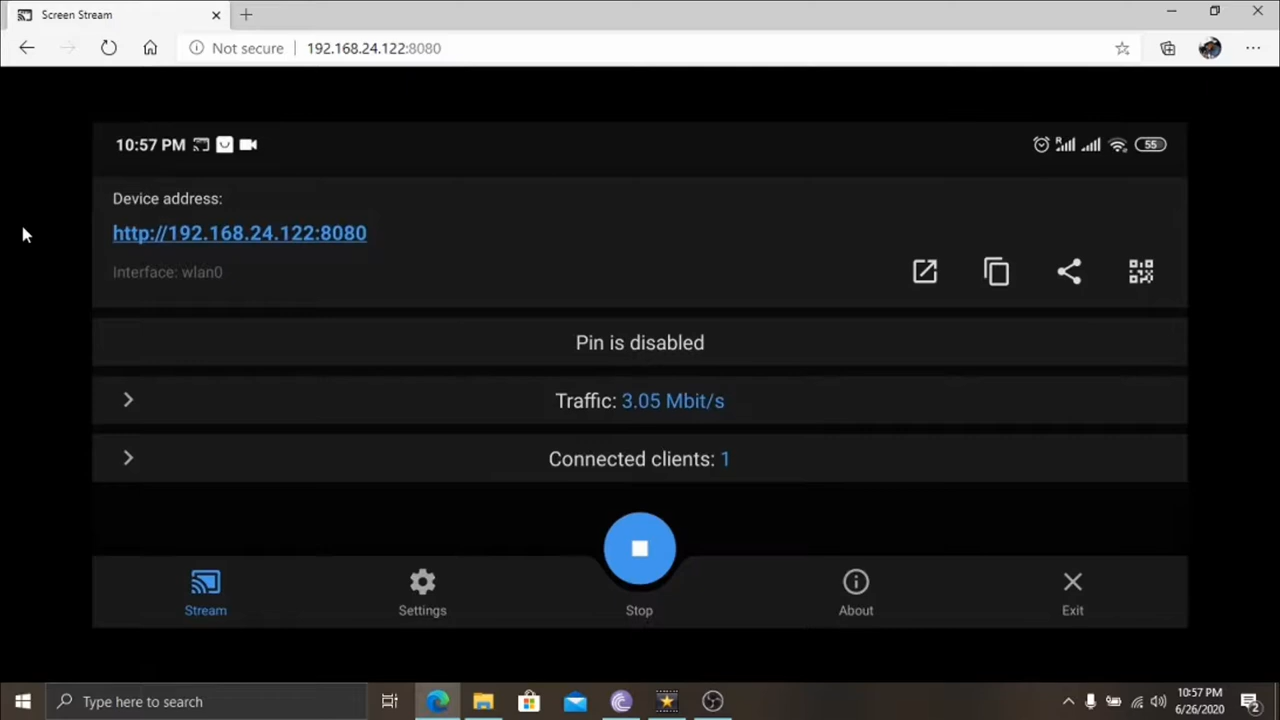 Screen Stream
Not secure
192.168.24.122:8080
10:57 PM
R
55
Device address:
http://192.168.24.122:8080
Interface: wlan0
Pin is disabled
Traffic: 3.05 Mbit/s
Connected clients: 1
Stream
Settings
Stop
About
Exit
Type here to search
10:57 PM
6/26/2020
2